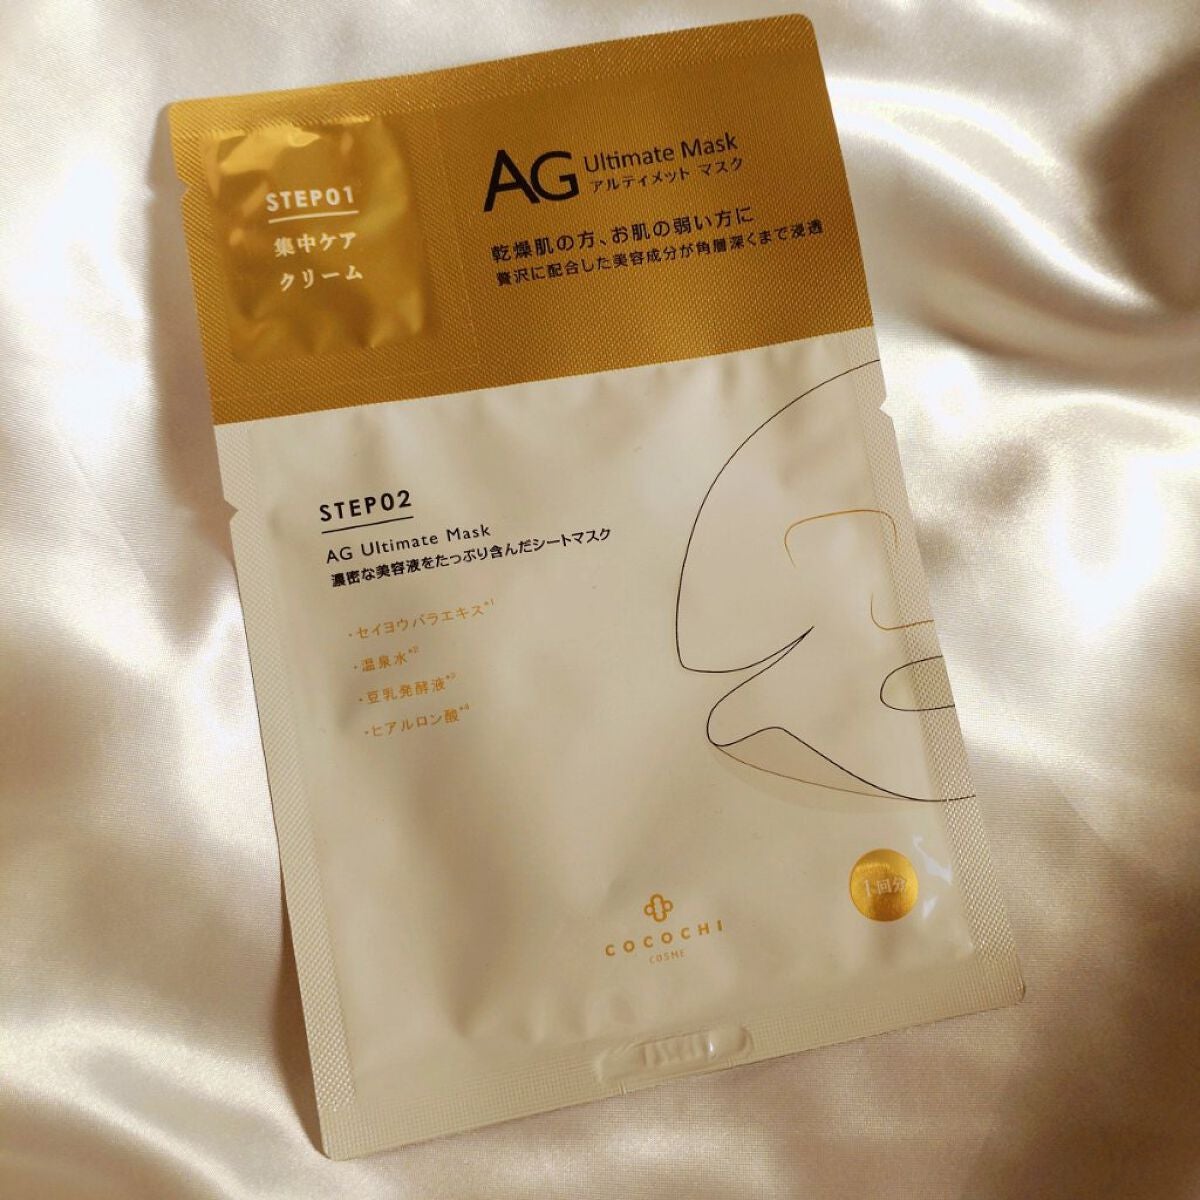 STEP01
集中ケア
クリーム
AG Ultimate Mask
アルティメット マスク
乾燥肌の方、お肌の弱い方に
贅沢に配合した美容成分が角層深くまで浸透
STEP02
AG Ultimate Mask
濃密な美容液をたっぷり含んだシートマスク
・セイヨウバラエキス*1
・温泉水*2
・豆乳発酵液*3
・ヒアルロン酸*4
1回分
COCOCHI
COSME